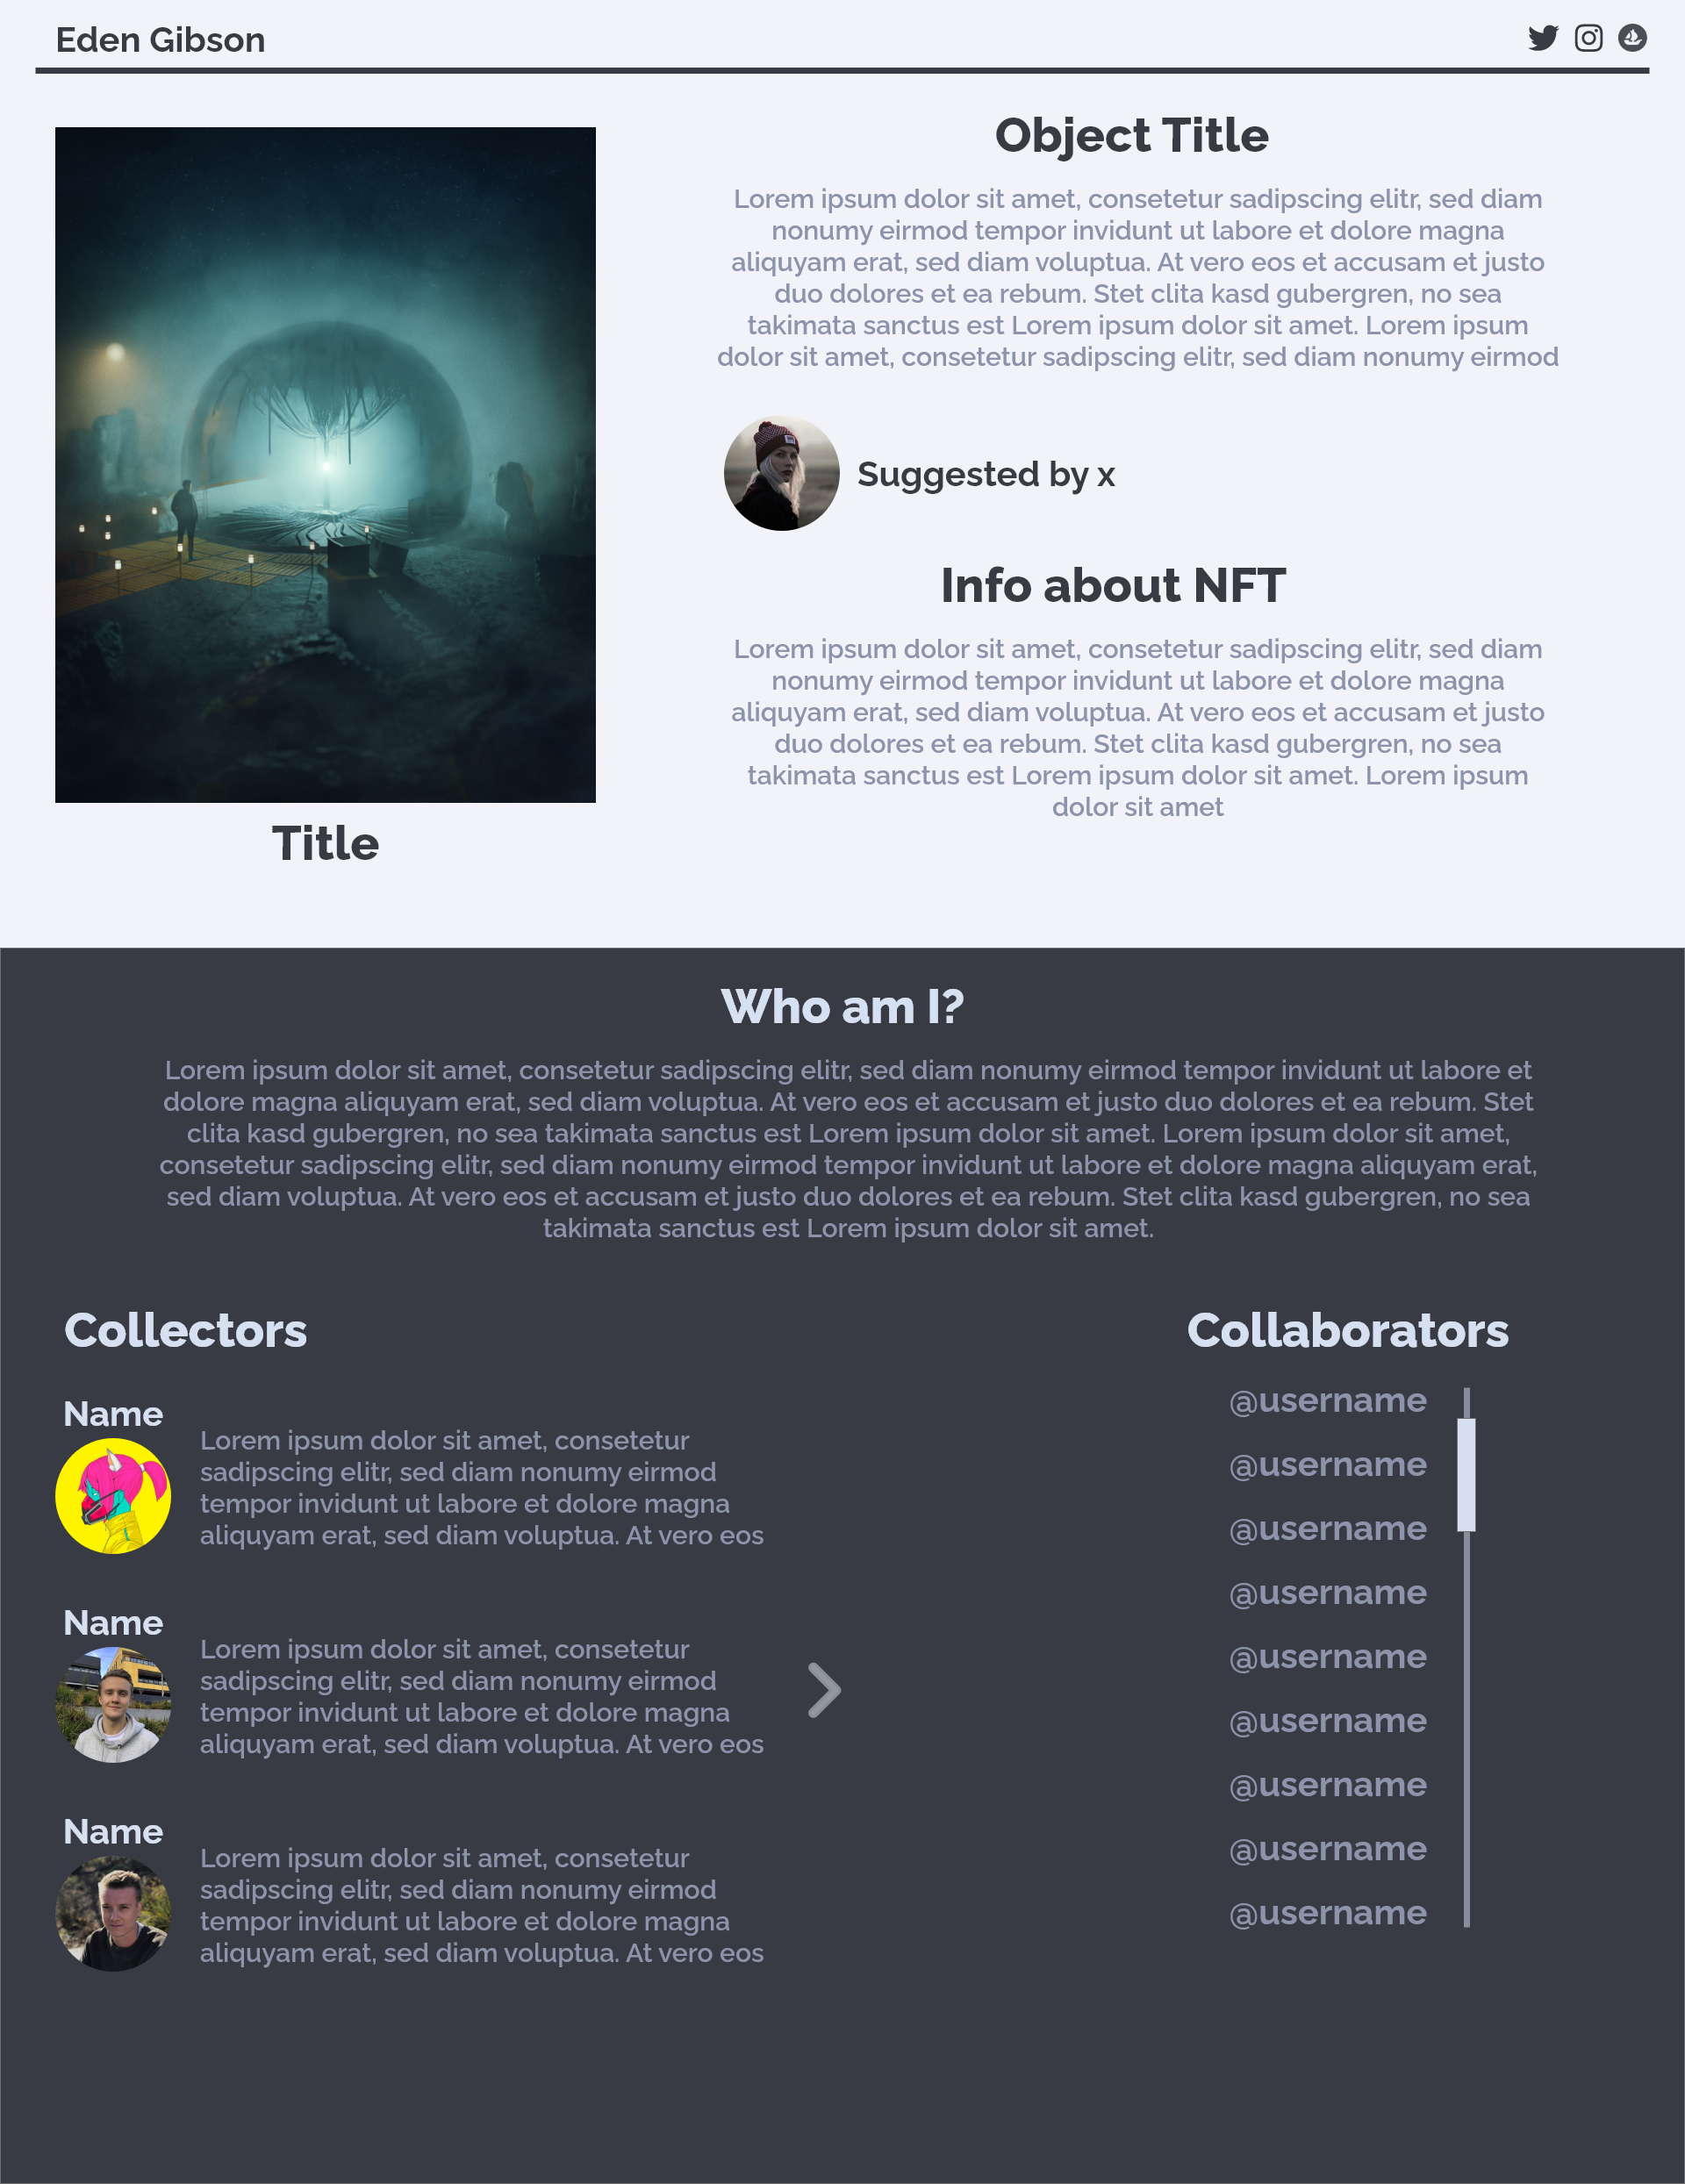 Eden Gibson
Object Title
Lorem ipsum dolor sit amet, consetetur sadipscing elitr, sed diam
nonumy eirmod tempor invidunt ut labore et dolore magna
aliquyam erat, sed diam voluptua. At vero eos et accusam et justo
duo dolores et ea rebum. Stet clita kasd gubergren, no sea
takimata sanctus est Lorem ipsum dolor sit amet. Lorem ipsum
dolor sit amet, consetetur sadipscing elitr, sed diam nonumy eirmod
Suggested by x
Info about NFT
Lorem ipsum dolor sit amet, consetetur sadipscing elitr, sed diam
nonumy eirmod tempor invidunt ut labore et dolore magna
aliquyam erat, sed diam voluptua. At vero eos et accusam et justo
duo dolores et ea rebum. Stet clita kasd gubergren, no sea
takimata sanctus est Lorem ipsum dolor sit amet. Lorem ipsum
dolor sit amet
Title
Who am I?
Lorem ipsum dolor sit amet, consetetur sadipscing elitr, sed diam nonumy eirmod tempor invidunt ut labore et
dolore magna aliquyam erat, sed diam voluptua. At vero eos et accusam et justo duo dolores et ea rebum. Stet
clita kasd gubergren, no sea takimata sanctus est Lorem ipsum dolor sit amet. Lorem ipsum dolor sit amet,
consetetur sadipscing elitr, sed diam nonumy eirmod tempor invidunt ut labore et dolore magna aliquyam erat,
sed diam voluptua. At vero eos et accusam et justo duo dolores et ea rebum. Stet clita kasd gubergren, no sea
takimata sanctus est Lorem ipsum dolor sit amet.
Collectors
Name
Lorem ipsum dolor sit amet, consetetur
sadipscing elitr, sed diam nonumy eirmod
tempor invidunt ut labore et dolore magna
aliquyam erat, sed diam voluptua. At vero eos
Name
Lorem ipsum dolor sit amet, consetetur
sadipscing elitr, sed diam nonumy eirmod
tempor invidunt ut labore et dolore magna
aliquyam erat, sed diam voluptua. At vero eos
Name
Lorem ipsum dolor sit amet, consetetur
sadipscing elitr, sed diam nonumy eirmod
tempor invidunt ut labore et dolore magna
aliquyam erat, sed diam voluptua. At vero eos
Collaborators
@username
@username
@username
@username
@username
@username
@username
@username
@username